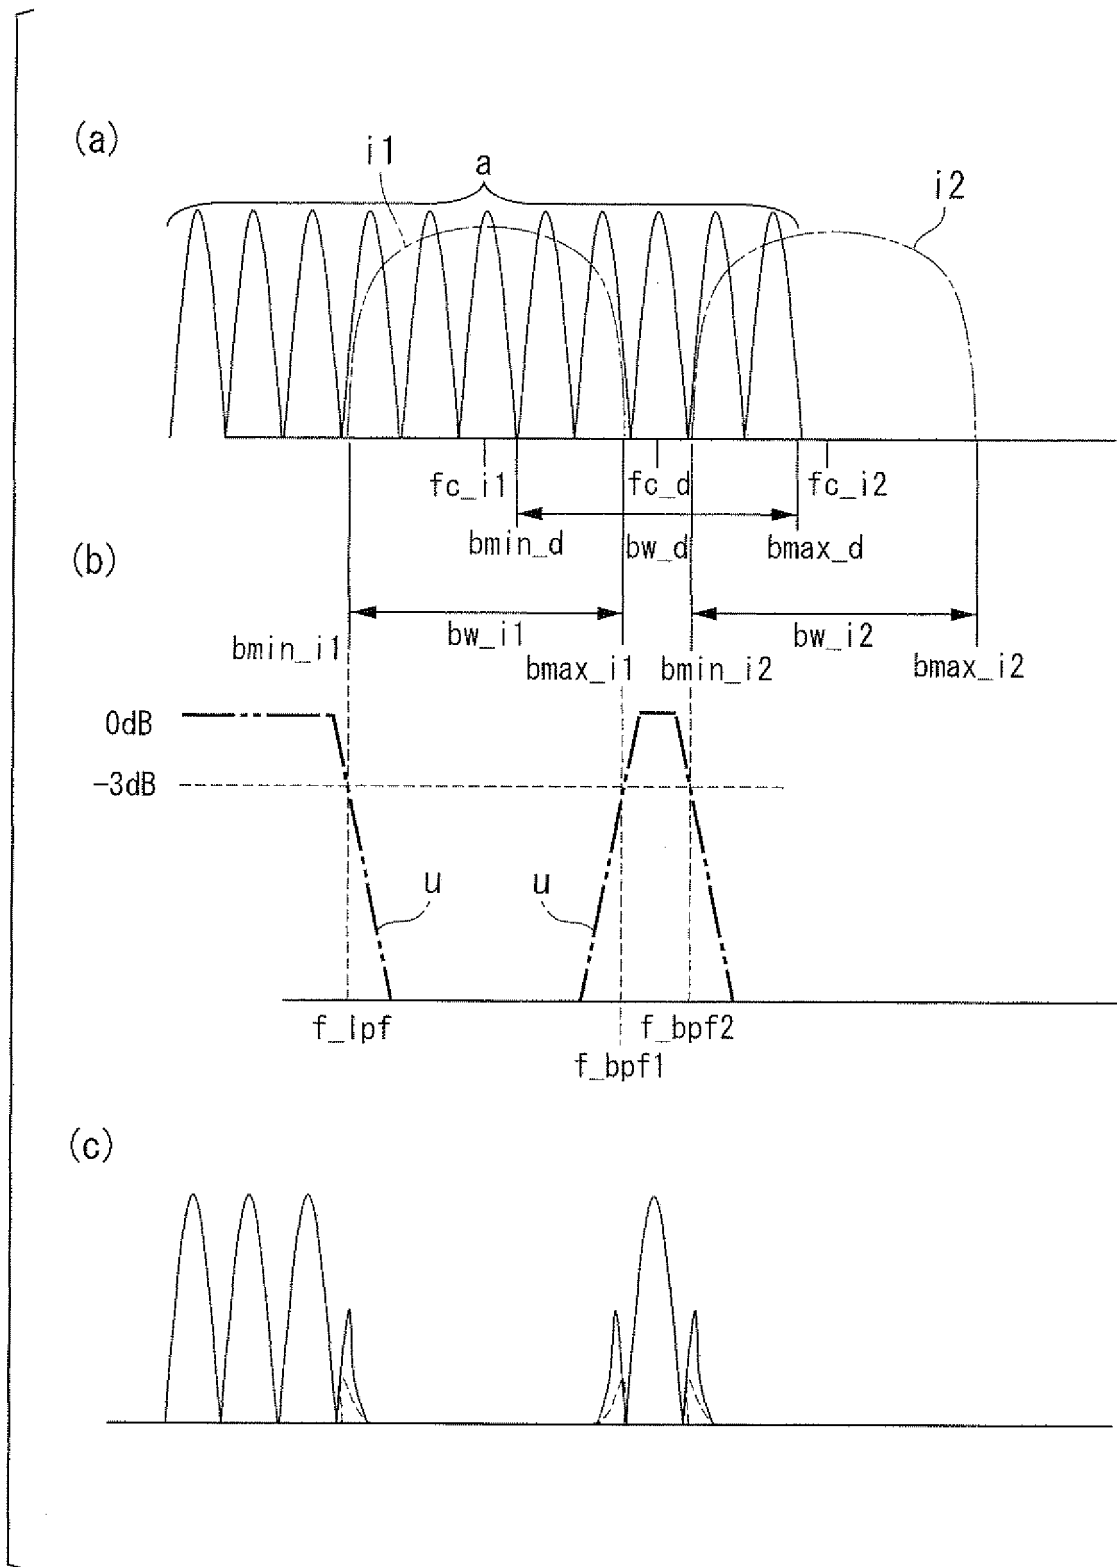 (a)
i1
a
i2
fc_i1
fc_d
fc_i2
bmin_d
bw_d
bmax_d
(b)
bmin_i1
bw_i1
bmax_i1
bmin_i2
bw_i2
bmax_i2
0dB
-3dB
u
u
f_lpf
f_bpf1
f_bpf2
(c)